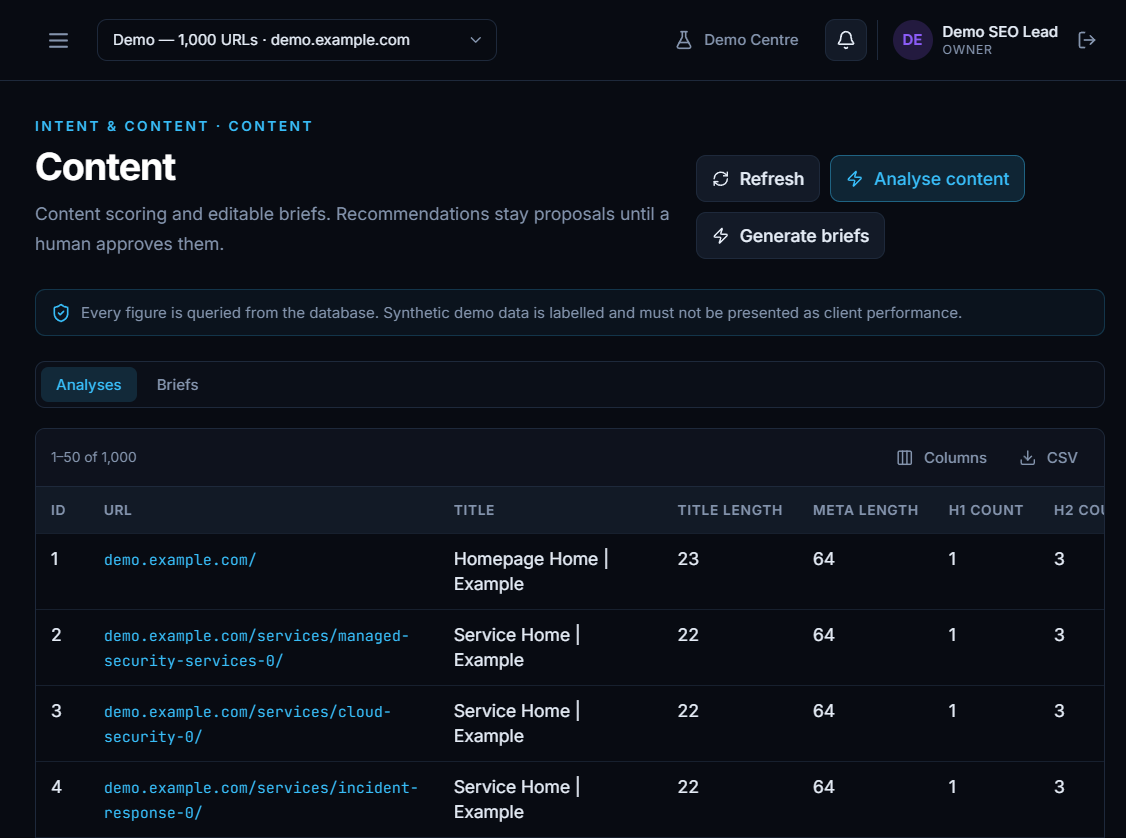 Demo — 1,000 URLs · demo.example.com
Demo Centre
DE
Demo SEO Lead
OWNER
INTENT & CONTENT · CONTENT
Content
Content scoring and editable briefs. Recommendations stay proposals until a
human approves them.
Refresh
Analyse content
Generate briefs
Every figure is queried from the database. Synthetic demo data is labelled and must not be presented as client performance.
Analyses Briefs
1–50 of 1,000
Columns CSV
ID URL TITLE TITLE LENGTH META LENGTH H1 COUNT H2 COU
1 demo.example.com/ Homepage Home | 23 64 1 3
Example
2 demo.example.com/services/managed- Service Home | 22 64 1 3
security-services-0/ Example
3 demo.example.com/services/cloud- Service Home | 22 64 1 3
security-0/ Example
4 demo.example.com/services/incident- Service Home | 22 64 1 3
response-0/ Example